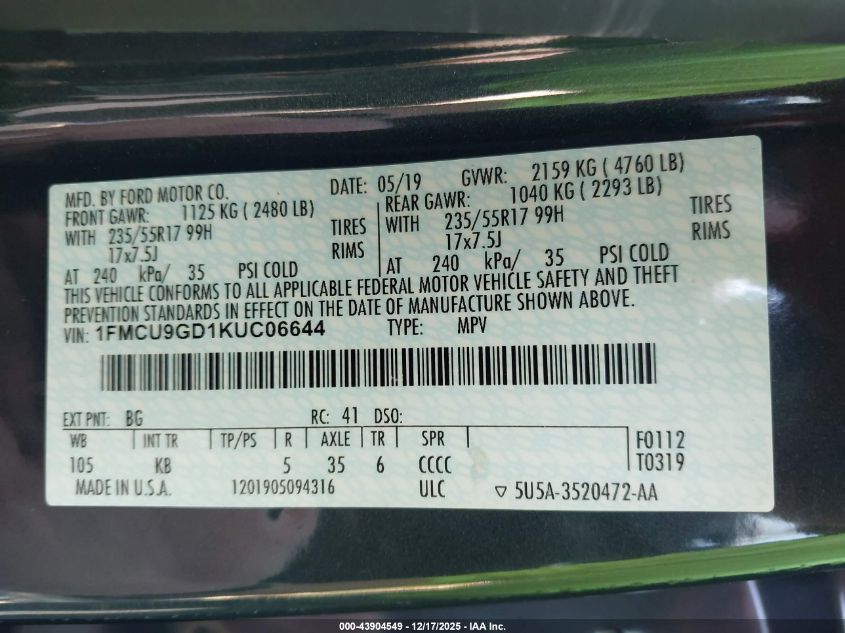 MFD. BY FORD MOTOR CO. DATE: 05/19 GVWR: 2159 KG ( 4760 LB)
FRONT GAWR: 1125 KG ( 2480 LB) REAR GAWR: 1040 KG ( 2293 LB)
WITH 235/55R17 99H TIRES WITH 235/55R17 99H TIRES
17x7.5J RIMS 17x7.5J RIMS
AT 240 kPa/ 35 PSI COLD AT 240 kPa/ 35 PSI COLD
THIS VEHICLE CONFORMS TO ALL APPLICABLE FEDERAL MOTOR VEHICLE SAFETY AND THEFT
PREVENTION STANDARDS IN EFFECT ON THE DATE OF MANUFACTURE SHOWN ABOVE.
VIN: 1FMCU9GD1KUC06644 TYPE: MPV
EXT PNT: BG RC: 41 DSO:
WB INT TR TP/PS R AXLE TR SPR F0112
105 KB 5 35 6 CCCC T0319
MADE IN U.S.A. 1201905094316 ULC ▽ 5U5A-3520472-AA
000-43904549 - 12/17/2025 - IAA Inc.